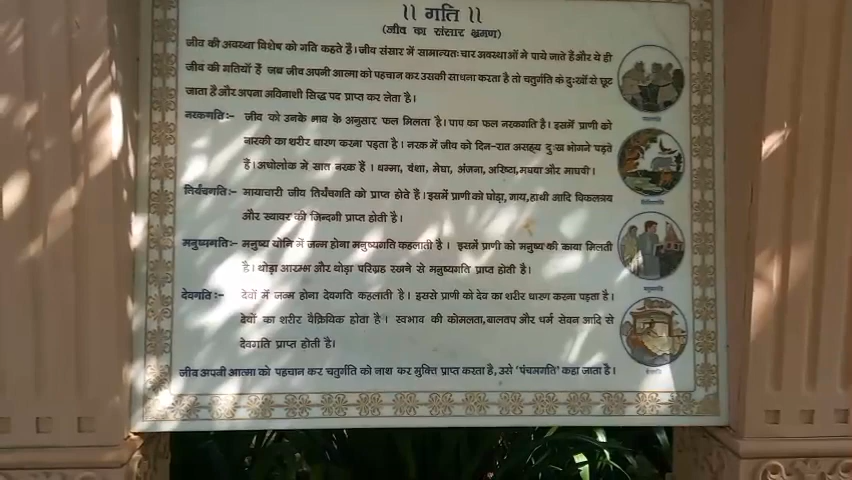 ॥ गति ॥
(जीव का संसार भ्रमण)
जीव की अवस्था विशेष को गति कहते है। जीव संसार में सामान्यतः चार अवस्थाओं मे पाये जाते हैं और ये ही
जीव की गतियाँ हैं जब जीव अपनी आत्मा को पहचान कर उसकी साधना करता है तो चतुर्गति के दुःखों से छूट
जाता है और अपना अविनाशी सिद्ध पद प्राप्त कर लेता है।
नरकगति:- जीव को उनके भाव के अनुसार फल मिलता है। पाप का फल नरकगति है। इसमें प्राणी को
नारकी का शरीर धारण करना पड़ता है। नरक में जीव को दिन-रात असहय दुःख भोगने पड़ते
है। अधोलोक मे सात नरक हैं। धम्मा, वंशा, मेघा, अंजना, अरिष्टा, मघवा और माघवी।
तिर्यंचगति:- मायाचारी जीव तिर्यंचगति को प्राप्त होते हैं। इसमें प्राणी को घोड़ा, गाय, हाथी आदि विकलत्रय
और स्थावर की जिन्दगी प्राप्त होती है।
मनुष्यगति:- मनुष्य योनि में जन्म होना मनुष्यगति कहलाती है। इसमें प्राणी को मनुष्य की काया मिलती
है। थोड़ा आरम्भ और थोड़ा परिग्रह रखने से मनुष्यगति प्राप्त होती है।
देवगति:- देवों में जन्म होना देवगति कहलाती है। इससे प्राणी को देव का शरीर धारण करना पड़ता है।
देवों का शरीर वैक्रियिक होता है। स्वभाव की कोमलता, बालतप और धर्म सेवन आदि से
देवगति प्राप्त होती है।
जीव अपनी आत्मा को पहचान कर चतुर्गति को नाश कर मुक्ति प्राप्त करता है, उसे 'पंचमगति' कहा जाता है।